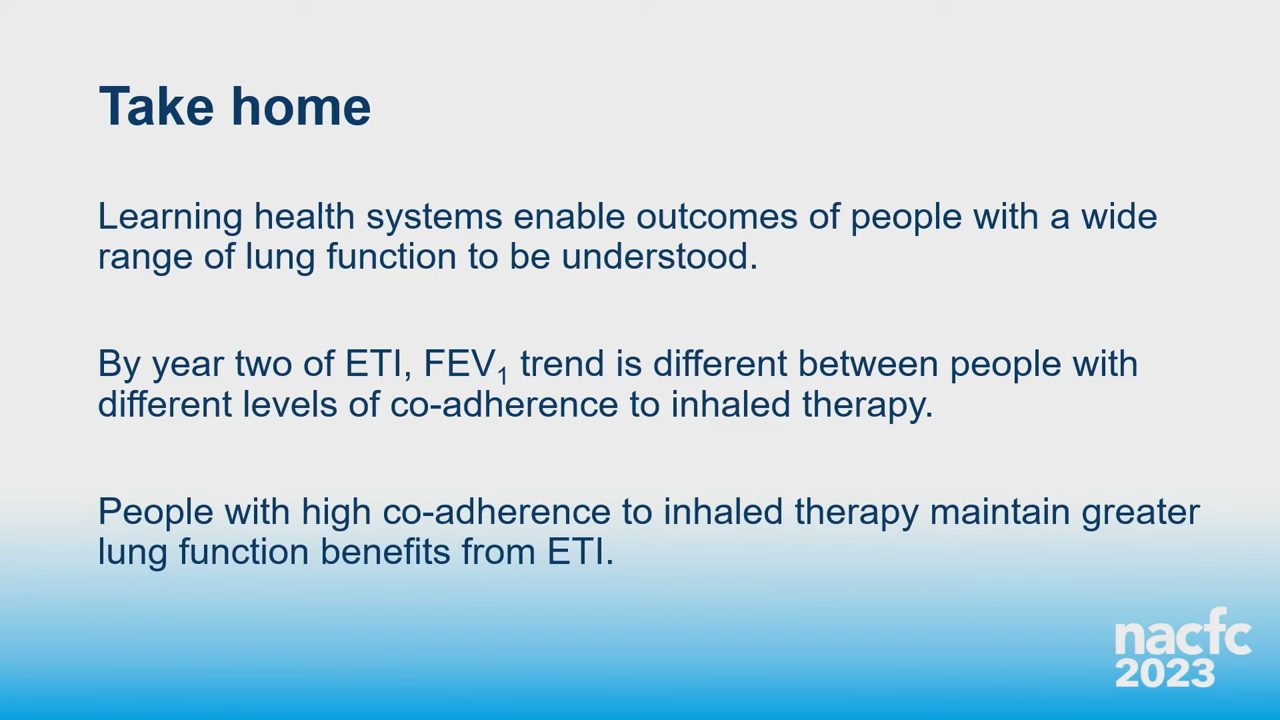 Take home
Learning health systems enable outcomes of people with a wide
range of lung function to be understood.
By year two of ETI, FEV₁ trend is different between people with
different levels of co-adherence to inhaled therapy.
People with high co-adherence to inhaled therapy maintain greater
lung function benefits from ETI.
nacfc
2023